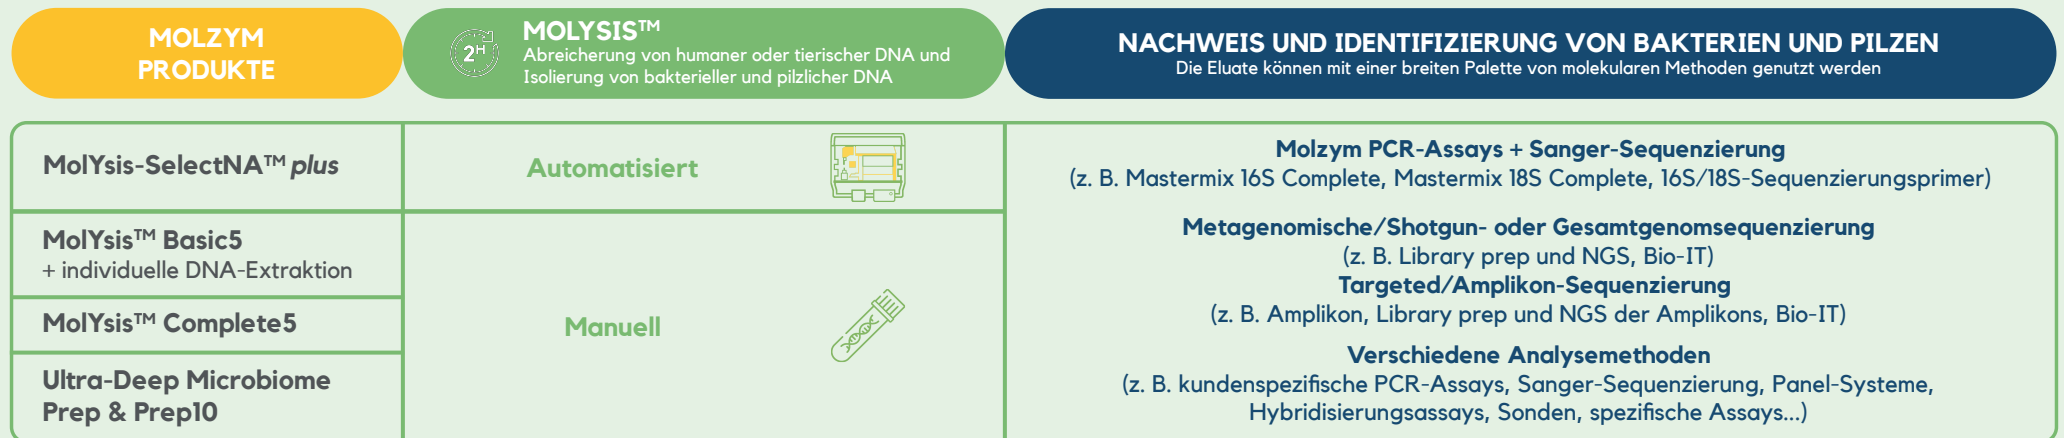 MOLZYM
PRODUKTE
2H
MOLYSIS™
Abreicherung von humaner oder tierischer DNA und
Isolierung von bakterieller und pilzlicher DNA
NACHWEIS UND IDENTIFIZIERUNG VON BAKTERIEN UND PILZEN
Die Eluate können mit einer breiten Palette von molekularen Methoden genutzt werden
MolYsis-SelectNA™ plus
Automatisiert
MolYsis™ Basic5
+ individuelle DNA-Extraktion
MolYsis™ Complete5
Ultra-Deep Microbiome
Prep & Prep10
Manuell
Molzym PCR-Assays + Sanger-Sequenzierung
(z. B. Mastermix 16S Complete, Mastermix 18S Complete, 16S/18S-Sequenzierungsprimer)
Metagenomische/Shotgun- oder Gesamtgenomsequenzierung
(z. B. Library prep und NGS, Bio-IT)
Targeted/Amplikon-Sequenzierung
(z. B. Amplikon, Library prep und NGS der Amplikons, Bio-IT)
Verschiedene Analysemethoden
(z. B. kundenspezifische PCR-Assays, Sanger-Sequenzierung, Panel-Systeme,
Hybridisierungsassays, Sonden, spezifische Assays...)